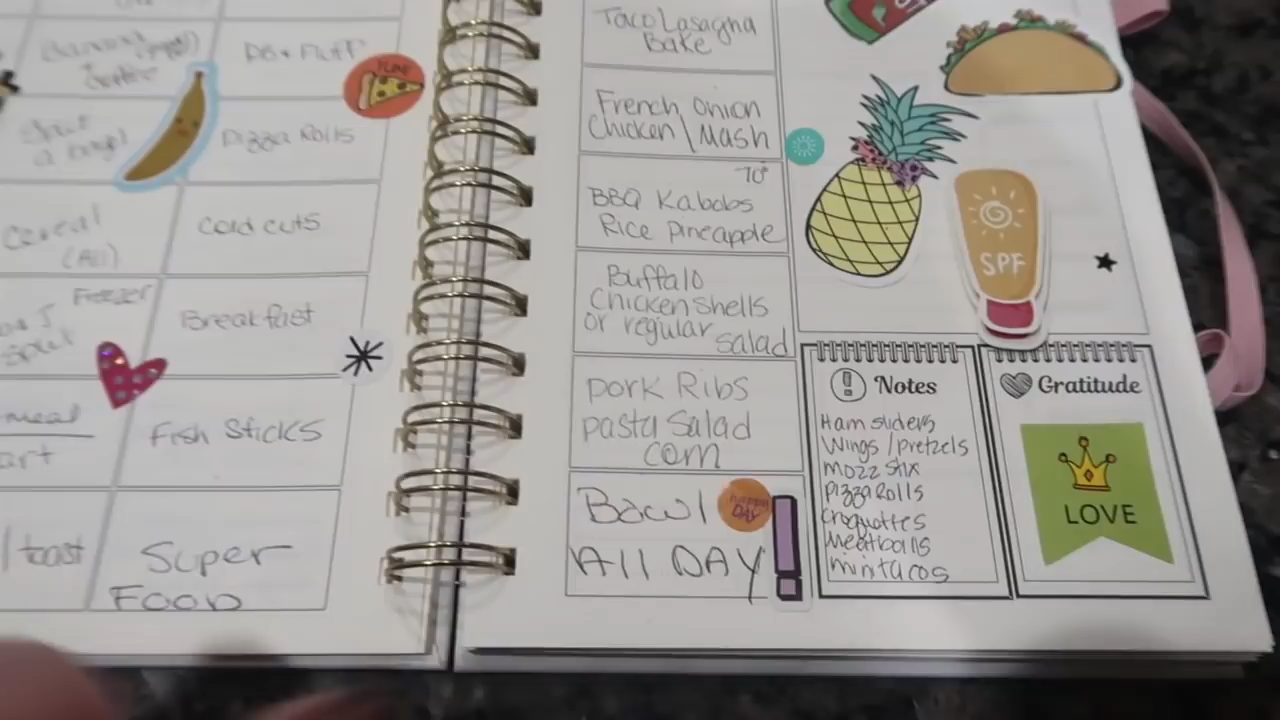 PB + Fluff
Pizza Rolls
Cereal
(All)
Cold cuts
Freezer
Breakfast
Fish Sticks
toast
Super
Food
Taco Lasagna
Bake
French Onion
Chicken | Mash
70°
BBQ Kabobs
Rice Pineapple
Buffalo
Chicken Shells
or regular
salad
Pork Ribs
pasta Salad
corn
Bowl
All DAY
happy
DAY
SPF
Notes
Ham sliders
Wings / pretzels
mozz stix
Pizza Rolls
Croquettes
Meatballs
mini tacos
Gratitude
LOVE